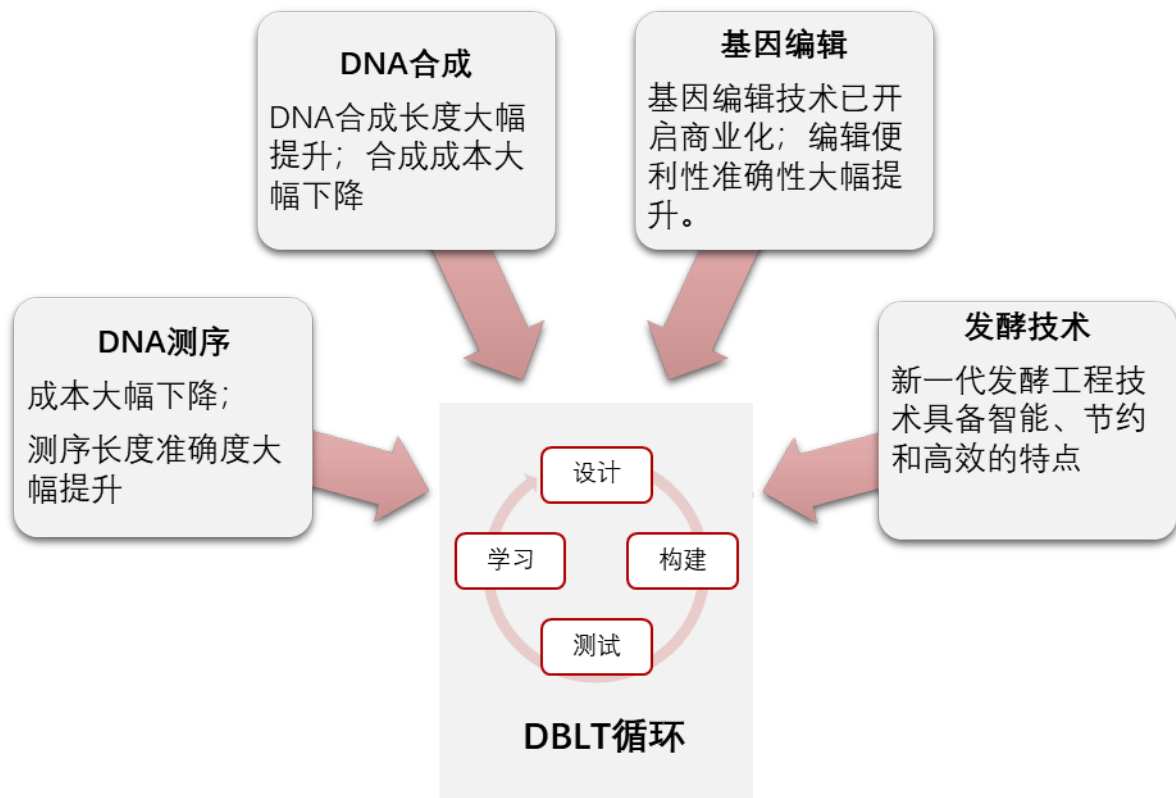 DNA合成
DNA合成长度大幅
提升；合成成本大
幅下降
基因编辑
基因编辑技术已开
启商业化；编辑便
利性准确性大幅提
升。
DNA测序
成本大幅下降；
测序长度准确度大
幅提升
发酵技术
新一代发酵工程技
术具备智能、节约
和高效的特点
设计
学习
构建
测试
DBLT循环